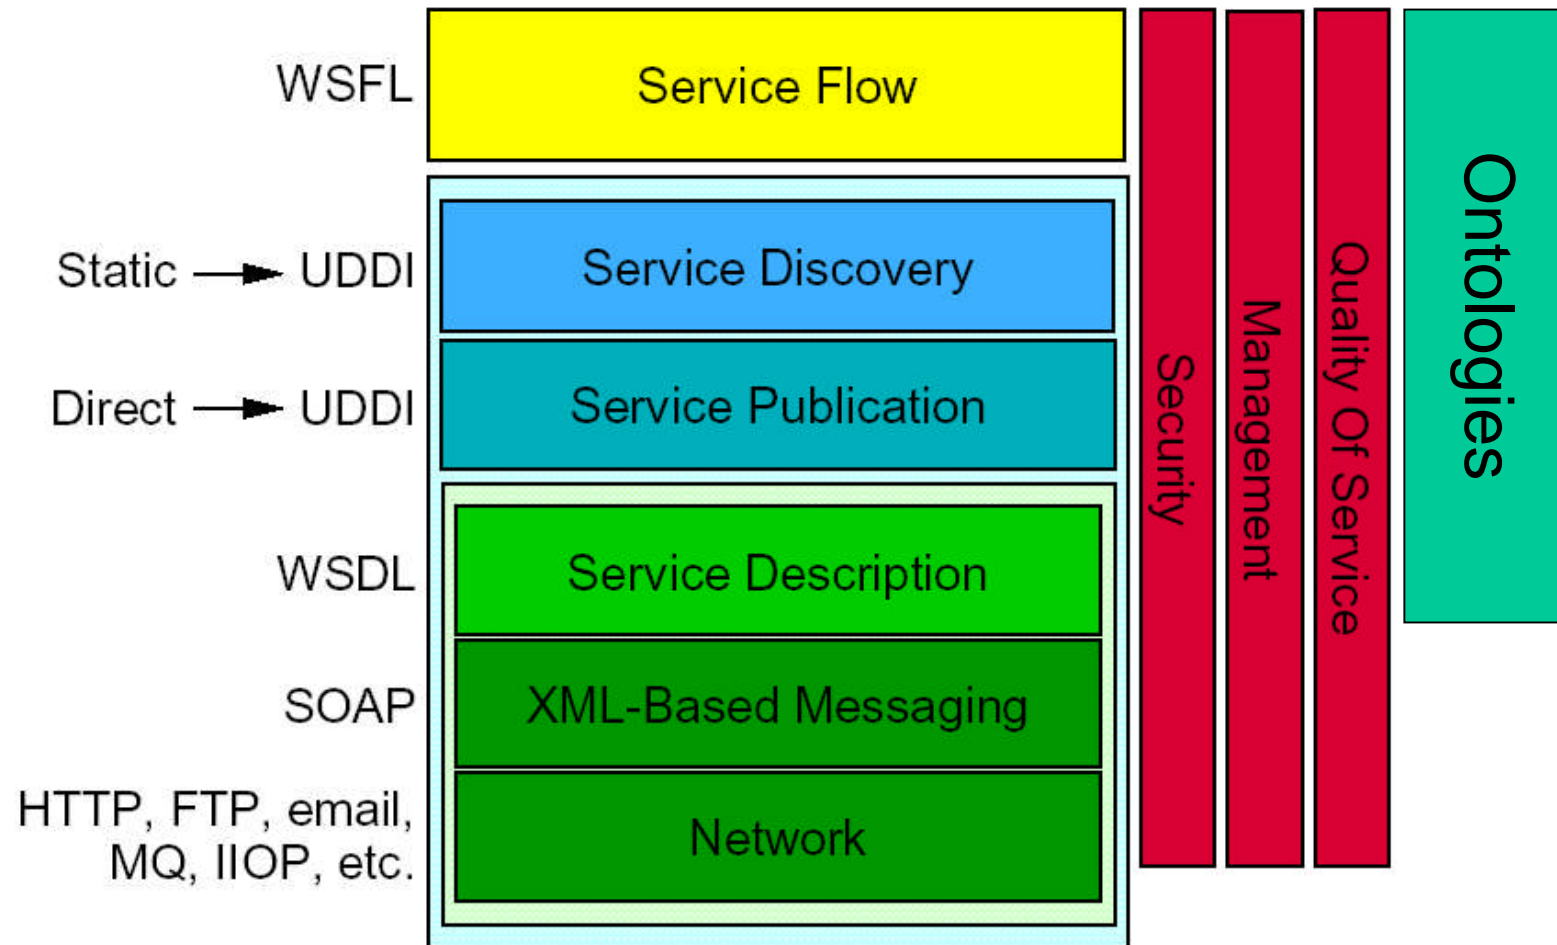 WSFL
Service Flow
Static UDDI
Service Discovery
Direct UDDI
Service Publication
WSDL
Service Description
SOAP
XML-Based Messaging
HTTP, FTP, email,
MQ, IIOP, etc.
Network
Security
Management
Quality Of Service
Ontologies